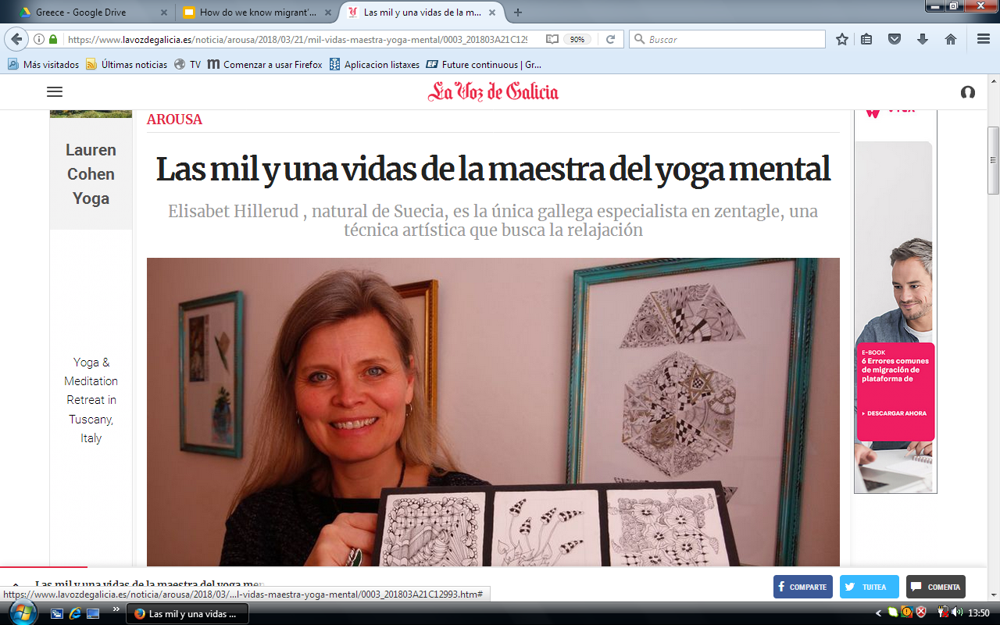 Greece - Google Drive
How do we know migrant'...
Las mil y una vidas de la m...
https://www.lavozdegalicia.es/noticia/arousa/2018/03/21/mil-vidas-maestra-yoga-mental/0003_201803A21C129
90%
Buscar
Más visitados
Últimas noticias
TV
Comenzar a usar Firefox
Aplicacion listaxes
Future continuous | Gr...
La Voz de Galicia
AROUSA
Las mil y una vidas de la maestra del yoga mental
Elisabet Hillerud , natural de Suecia, es la única gallega especialista en zentagle, una
técnica artística que busca la relajación
Lauren
Cohen
Yoga
Yoga &
Meditation
Retreat in
Tuscany,
Italy
E-BOOK
6 Errores comunes
de migración de
plataforma de
DESCARGAR AHORA
Las mil y una vidas de la maestra del yoga men
COMPARTE
TUITEA
COMENTA
https://www.lavozdegalicia.es/noticia/arousa/2018/03/...l-vidas-maestra-yoga-mental/0003_201803A21C12993.htm#
Las mil y una vidas ...
13:50